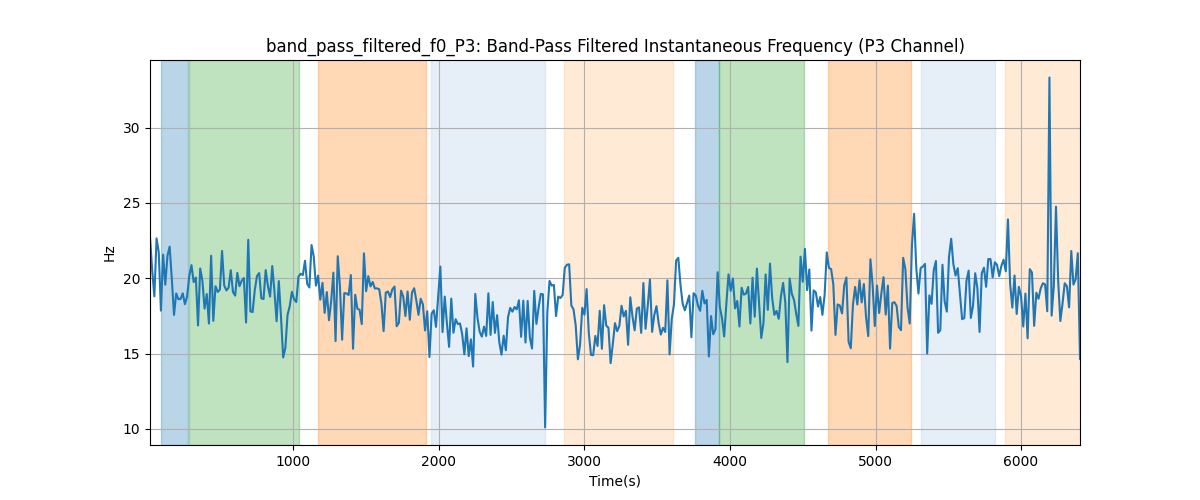 band_pass_filtered_f0_P3: Band-Pass Filtered Instantaneous Frequency (P3 Channel)
30
25
20
15
10
Hz
1000 2000 3000 4000 5000 6000
Time(s)